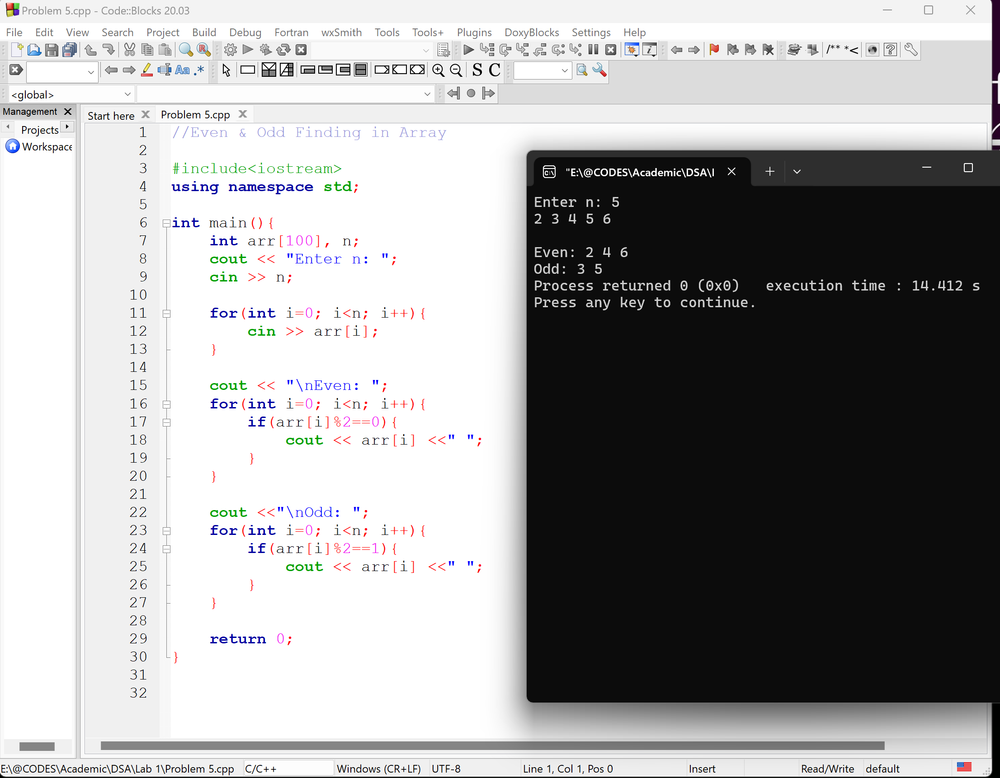 Problem 5.cpp - Code::Blocks 20.03
File Edit View Search Project Build Debug Fortran wxSmith Tools Tools+ Plugins DoxyBlocks Settings Help
/** *<
Aa .* S C
<global>
Management
Start here Problem 5.cpp
Projects
Workspace
1 //Even & Odd Finding in Array
2
3 #include<iostream>
4 using namespace std;
5
6 int main(){
7 int arr[100], n;
8 cout << "Enter n: ";
9 cin >> n;
10
11 for(int i=0; i<n; i++){
12 cin >> arr[i];
13 }
14
15 cout << "\nEven: ";
16 for(int i=0; i<n; i++){
17 if(arr[i]%2==0){
18 cout << arr[i] <<" ";
19 }
20 }
21
22 cout <<"\nOdd: ";
23 for(int i=0; i<n; i++){
24 if(arr[i]%2==1){
25 cout << arr[i] <<" ";
26 }
27 }
28
29 return 0;
30 }
31
32
"E:\@CODES\Academic\DSA\l
Enter n: 5
2 3 4 5 6
Even: 2 4 6
Odd: 3 5
Process returned 0 (0x0) execution time : 14.412 s
Press any key to continue.
E:\@CODES\Academic\DSA\Lab 1\Problem 5.cpp C/C++ Windows (CR+LF) UTF-8 Line 1, Col 1, Pos 0 Insert Read/Write default